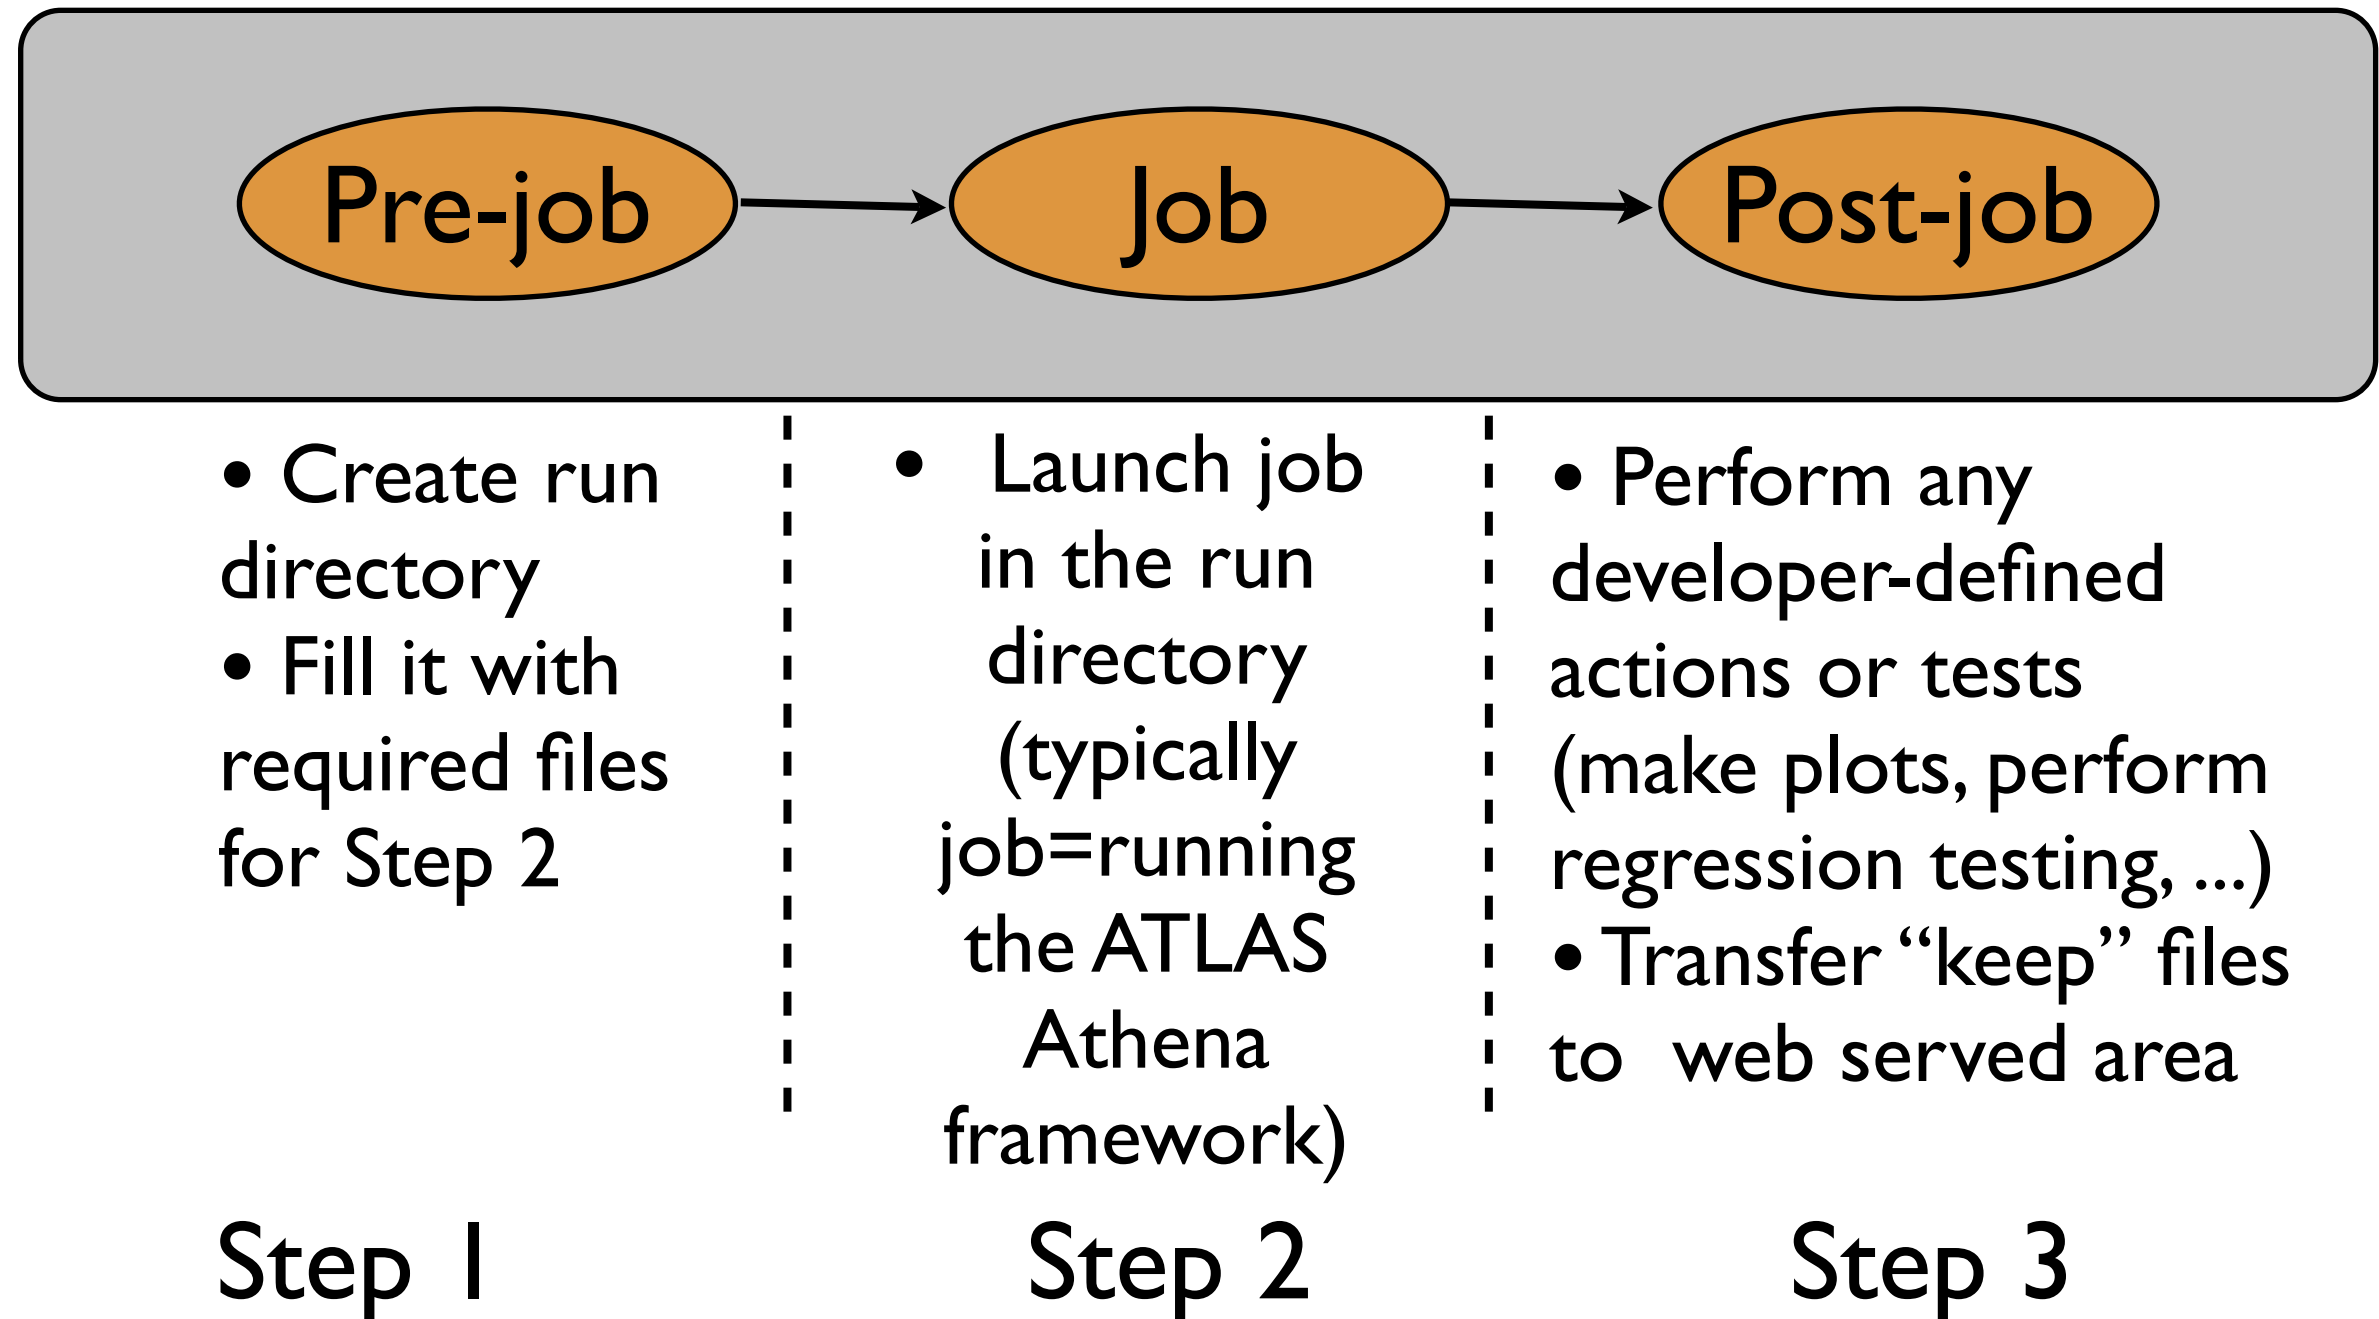 Pre-job
Job
Post-job
• Create run
directory
• Fill it with
required files
for Step 2
• Launch job
in the run
directory
(typically
job=running
the ATLAS
Athena
framework)
• Perform any
developer-defined
actions or tests
(make plots, perform
regression testing, ...)
• Transfer “keep” files
to web served area
Step 1
Step 2
Step 3